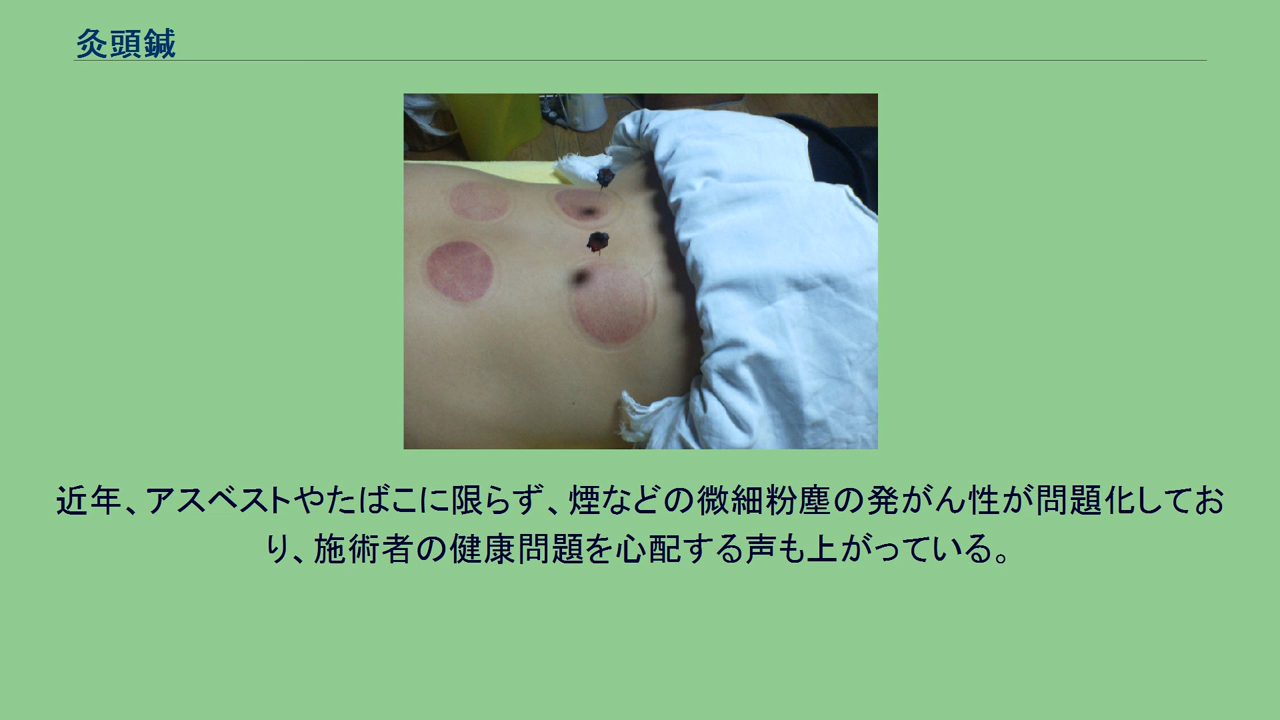 灸頭鍼
近年、アスベストやたばこに限らず、煙などの微細粉塵の発がん性が問題化してお
り、施術者の健康問題を心配する声も上がっている。